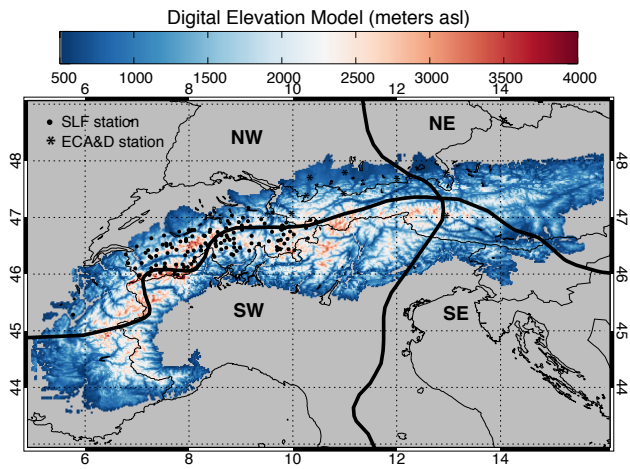 Digital Elevation Model (meters asl)
500 1000 1500 2000 2500 3000 3500 4000
6 8 10 12 14
• SLF station
* ECA&D station
NW NE
48 48
47 47
46 46
SW SE
45 45
44 44
6 8 10 12 14